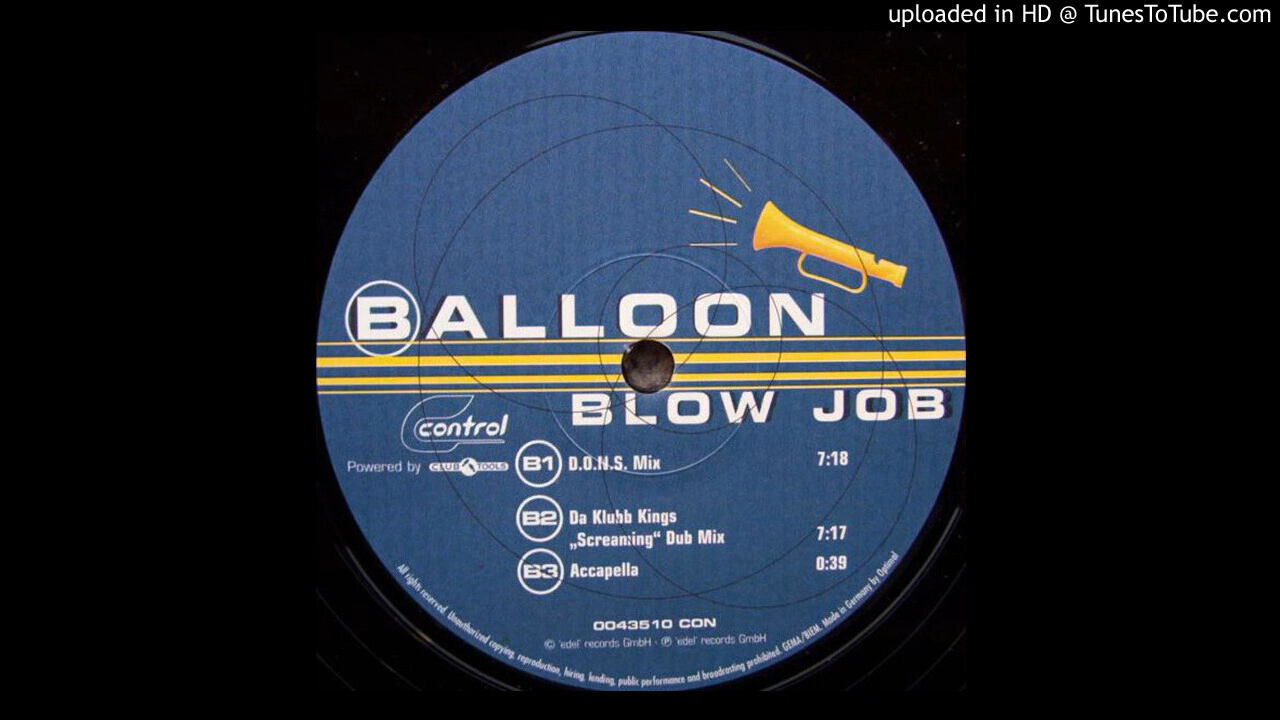 uploaded in HD @ TunesToTube.com
BALLOON
BLOW JOB
control
Powered by CLUB TOOLS
B1 D.O.N.S. Mix 7:18
B2 Da Klubb Kings
„Screaming“ Dub Mix 7:17
B3 Accapella 0:39
0043510 CON
© 'edel' records GmbH · ℗ 'edel' records GmbH
All rights reserved. Unauthorized copying, reproduction, hiring, lending, public performance and broadcasting prohibited. GEMA/BIEM. Made in Germany by Optimal